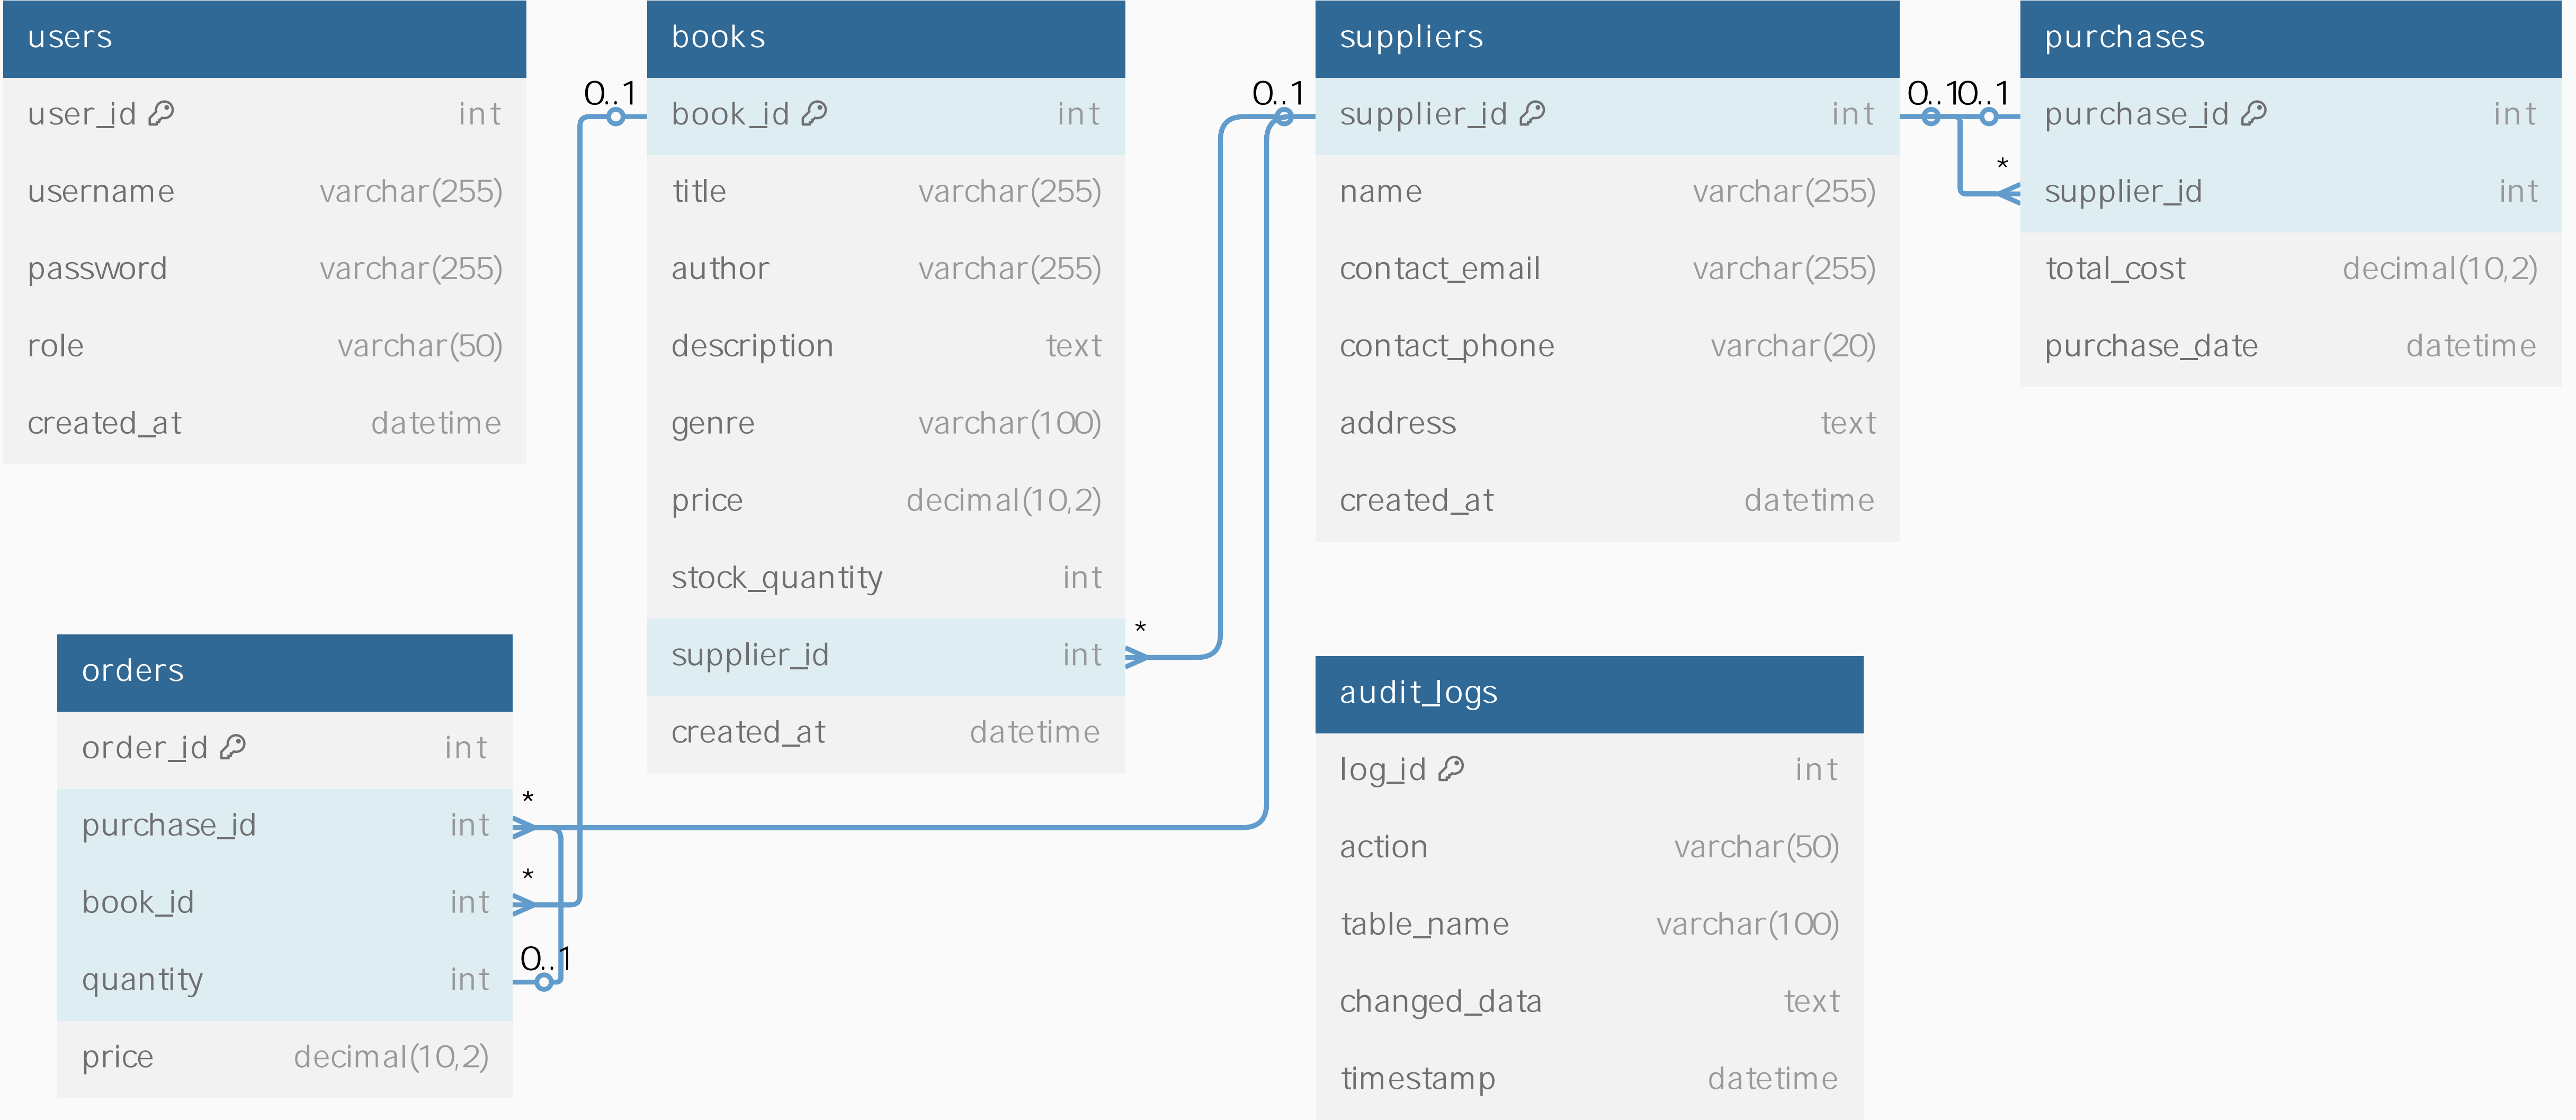 users
user_id int
username varchar(255)
password varchar(255)
role varchar(50)
created_at datetime
0..1
books
book_id int
title varchar(255)
author varchar(255)
description text
genre varchar(100)
price decimal(10,2)
stock_quantity int
supplier_id int
created_at datetime
*
0..1
suppliers
supplier_id int
name varchar(255)
contact_email varchar(255)
contact_phone varchar(20)
address text
created_at datetime
0..1
0..1
*
purchases
purchase_id int
supplier_id int
total_cost decimal(10,2)
purchase_date datetime
orders
order_id int
purchase_id int
book_id int
quantity int
price decimal(10,2)
*
*
0..1
audit_logs
log_id int
action varchar(50)
table_name varchar(100)
changed_data text
timestamp datetime